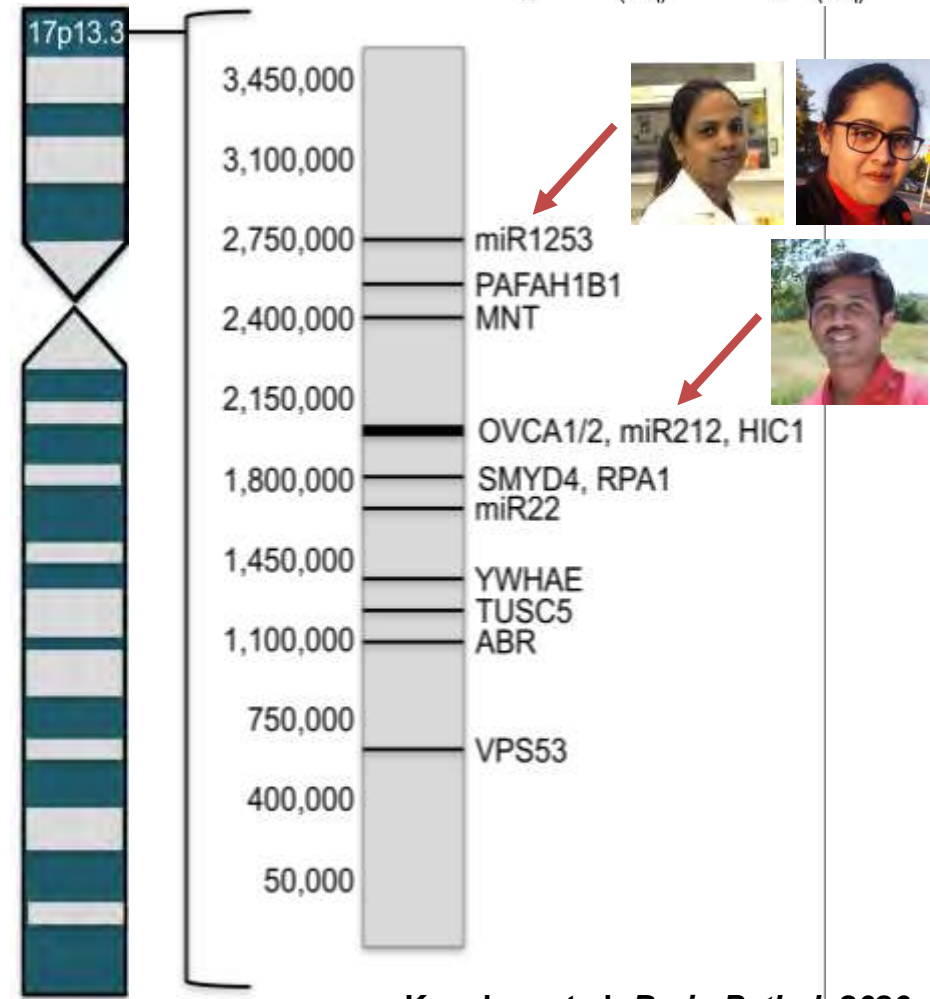 17p13.3
3,450,000
3,100,000
2,750,000 miR1253
PAFAH1B1
2,400,000 MNT
2,150,000
OVCA1/2, miR212, HIC1
1,800,000 SMYD4, RPA1
miR22
1,450,000
YWHAE
TUSC5
1,100,000 ABR
750,000
VPS53
400,000
50,000